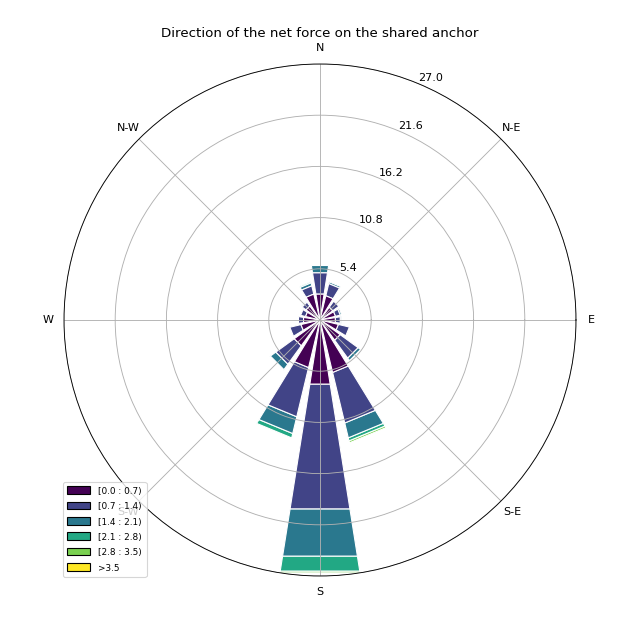 Direction of the net force on the shared anchor
N
27.0
N-W
N-E
21.6
16.2
10.8
5.4
W
E
S-W
S-E
[0.0 : 0.7)
[0.7 : 1.4)
[1.4 : 2.1)
[2.1 : 2.8)
[2.8 : 3.5)
>3.5
S